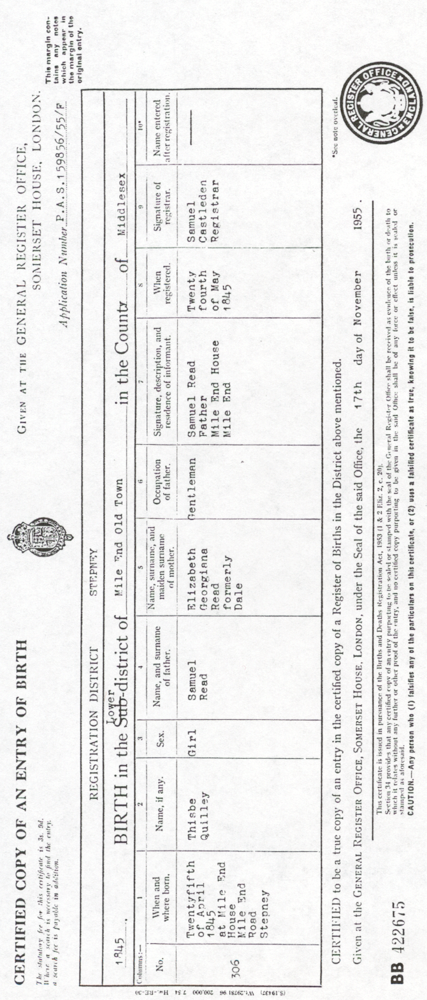 CERTIFIED COPY OF AN ENTRY OF BIRTH
The statutory fee for this certificate is 3s. 9d.
Where a search is necessary to find the entry,
a search fee is payable in addition.
GIVEN AT THE GENERAL REGISTER OFFICE,
SOMERSET HOUSE, LONDON.
Application Number P.A.S.159856/55/F
This margin con-
tains any notes
which appear in
the margin of the
original entry.
REGISTRATION DISTRICT STEPNEY
1845. BIRTH in the Sub-district of Mile End Old Town in the County of Middlesex
Lower
Columns:— 1 2 3 4 5 6 7 8 9 10*
No.
When and
where born.
Name, if any.
Sex.
Name, and surname
of father.
Name, surname, and
maiden surname
of mother.
Occupation
of father.
Signature, description, and
residence of informant.
When
registered.
Signature of
registrar.
Name entered
after registration.
306
Twentyfifth
of April
1845
at Mile End
House
Mile End
Road
Stepney
Thisbe
Quilley
Girl
Samuel
Read
Elizabeth
Georgiana
Read
formerly
Dale
Gentleman
Samuel Read
Father
Mile End House
Mile End
Twenty
fourth
of May
1845
Samuel
Castleden
Registrar
*See note overleaf.
CERTIFIED to be a true copy of an entry in the certified copy of a Register of Births in the District above mentioned.
Given at the GENERAL REGISTER OFFICE, SOMERSET HOUSE, LONDON, under the Seal of the said Office, the 17th day of November 1955.
GENERAL REGISTER OFFICE ENGLAND
This certificate is issued in pursuance of the Births and Deaths Registration Act, 1953 (1 & 2 Eliz. 2, c. 20).
Section 34 provides that any certified copy of an entry purporting to be sealed or stamped with the seal of the General Register Office shall be received as evidence of the birth or death to
which it relates without any further or other proof of the entry, and no certified copy purporting to be given in the said Office shall be of any force or effect unless it is sealed or
stamped as aforesaid.
CAUTION.—Any person who (1) falsifies any of the particulars on this certificate, or (2) uses a falsified certificate as true, knowing it to be false, is liable to prosecution.
BB 422675
(S.19437) Wt.29781 96 200,000 7 54 Hw.-RE-30